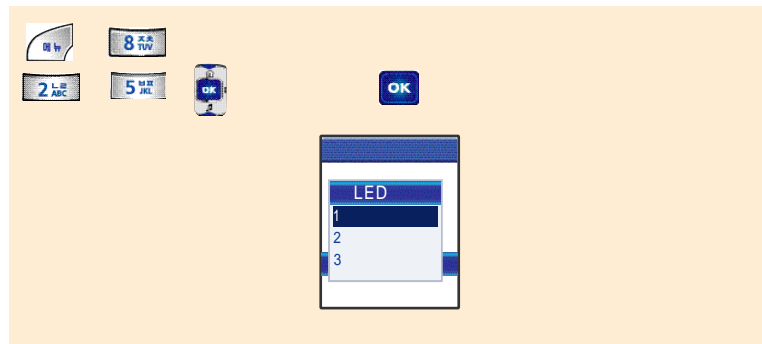 메뉴 8 ㅈㅊ TUV
2 ㄴㄹ ABC 5 ㅂㅍ JKL OK OK
LED
1
2
3